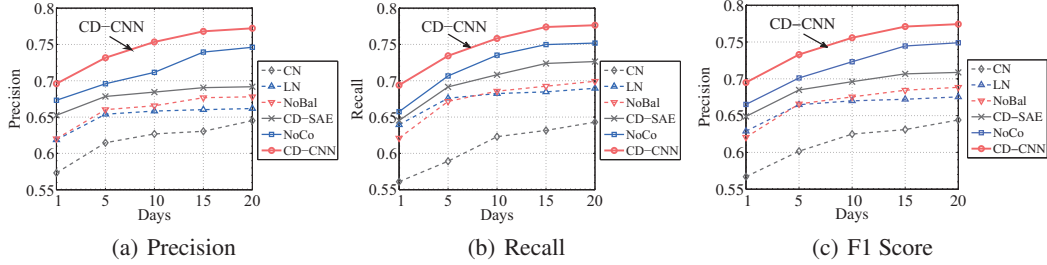 CD−CNN
Precision
0.8
0.75
0.7
0.65
0.6
0.55
1
5
10
15
20
Days
CN
LN
NoBal
CD−SAE
NoCo
CD−CNN
(a) Precision
CD−CNN
Recall
0.8
0.75
0.7
0.65
0.6
0.55
1
5
10
15
20
Days
CN
LN
NoBal
CD−SAE
NoCo
CD−CNN
(b) Recall
CD−CNN
Precision
0.8
0.75
0.7
0.65
0.6
0.55
1
5
10
15
20
Days
CN
LN
NoBal
CD−SAE
NoCo
CD−CNN
(c) F1 Score